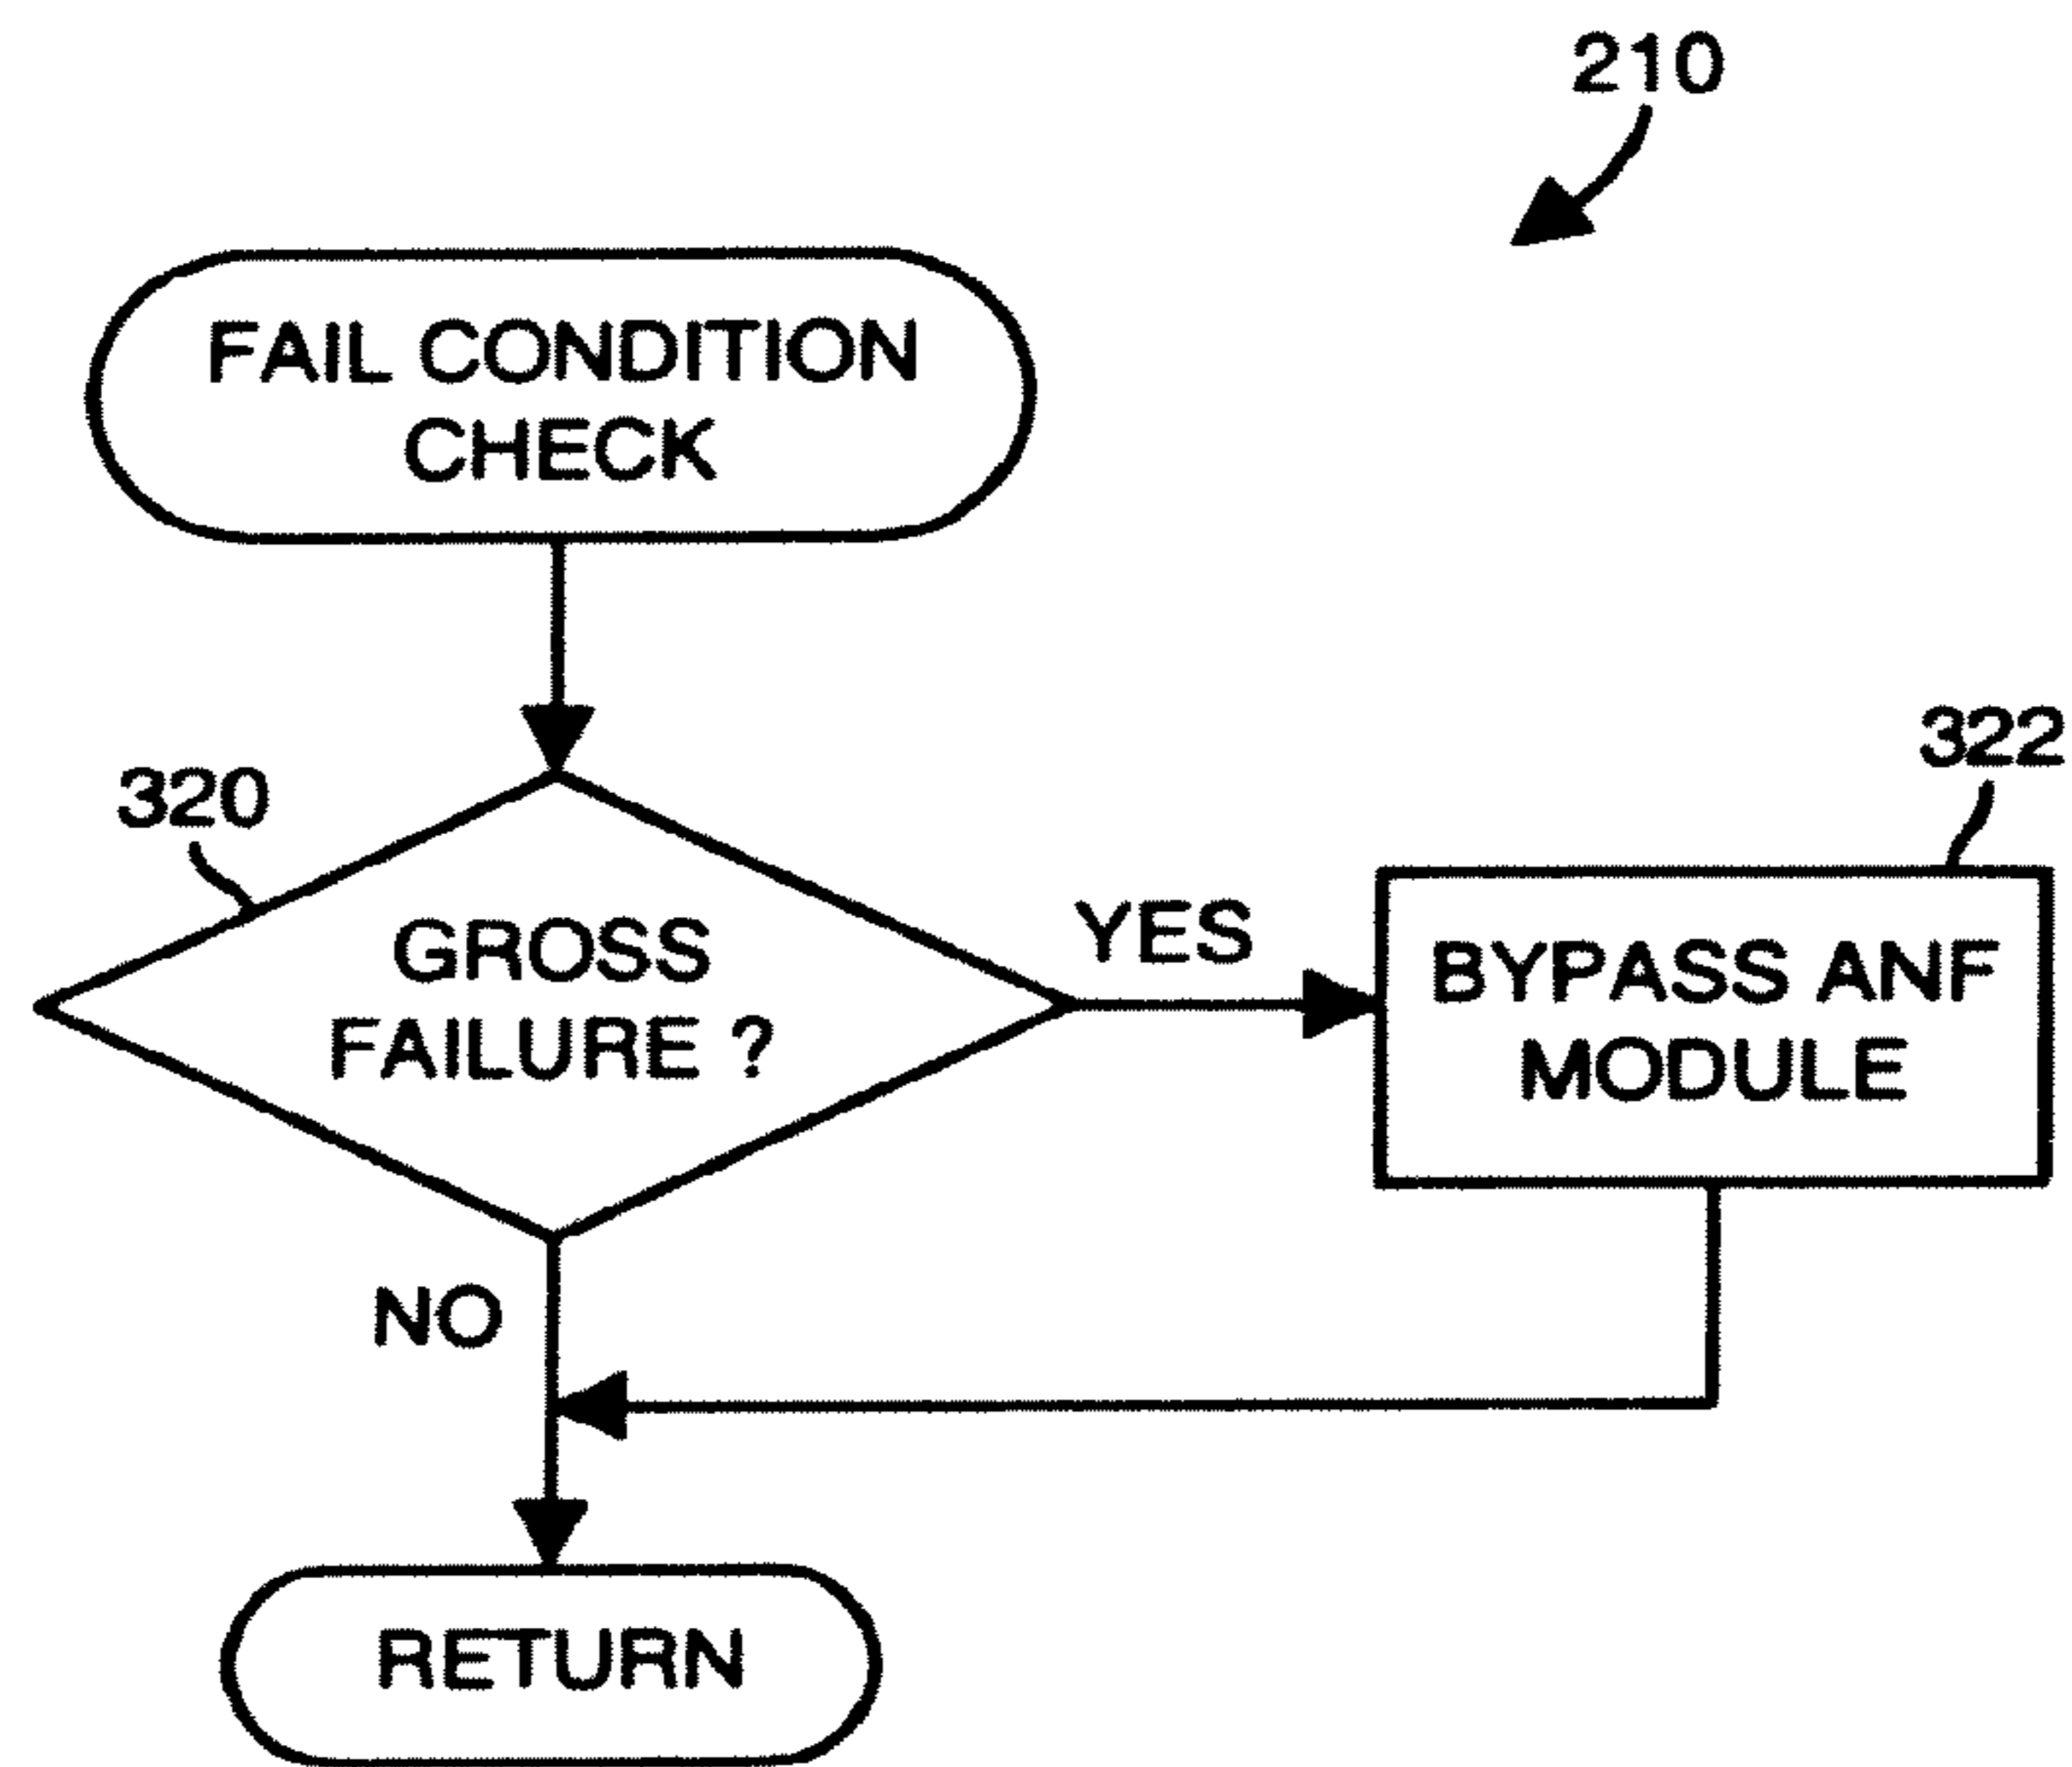 210
FAIL CONDITION
CHECK
320
322
GROSS
FAILURE ?
YES
BYPASS ANF
MODULE
NO
RETURN